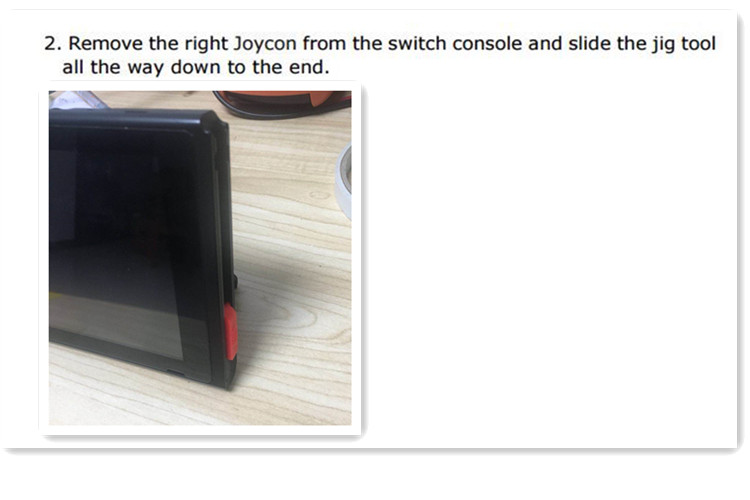 2. Remove the right Joycon from the switch console and slide the jig tool
all the way down to the end.